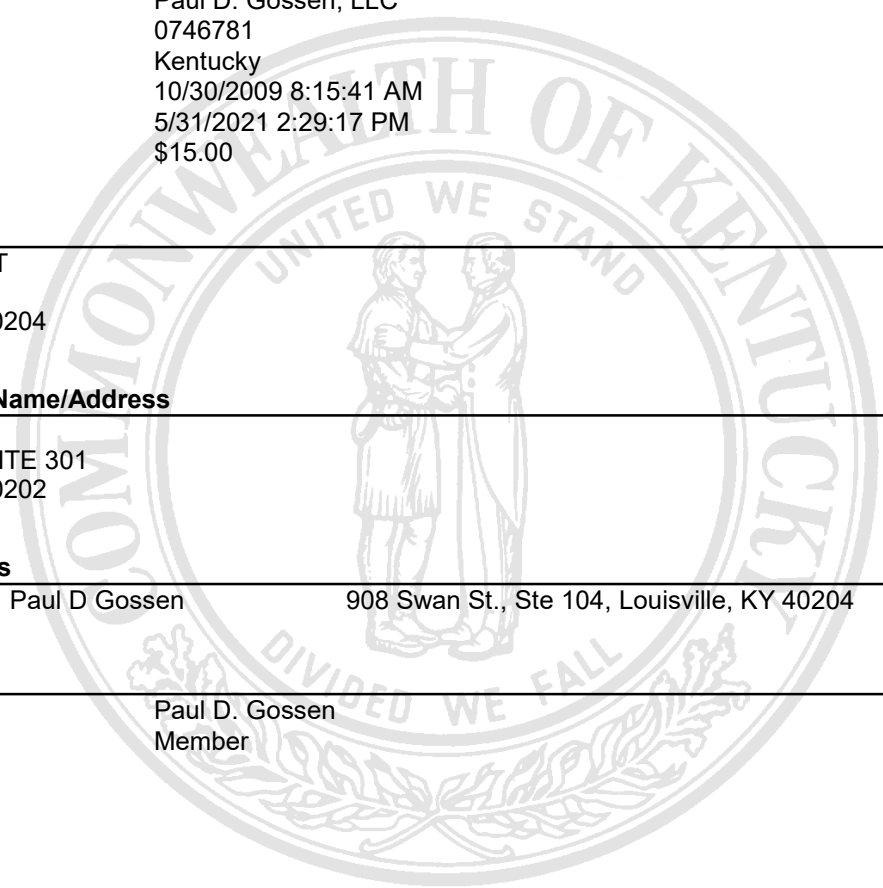 Paul D. Gossen, LLC
0746781
Kentucky
10/30/2009 8:15:41 AM
5/31/2021 2:29:17 PM
$15.00
COMMONWEALTH OF KENTUCKY
UNITED WE STAND
T
0204
Name/Address
ITE 301
0202
s
Paul D Gossen 908 Swan St., Ste 104, Louisville, KY 40204
DIVIDED WE FALL
Paul D. Gossen
Member